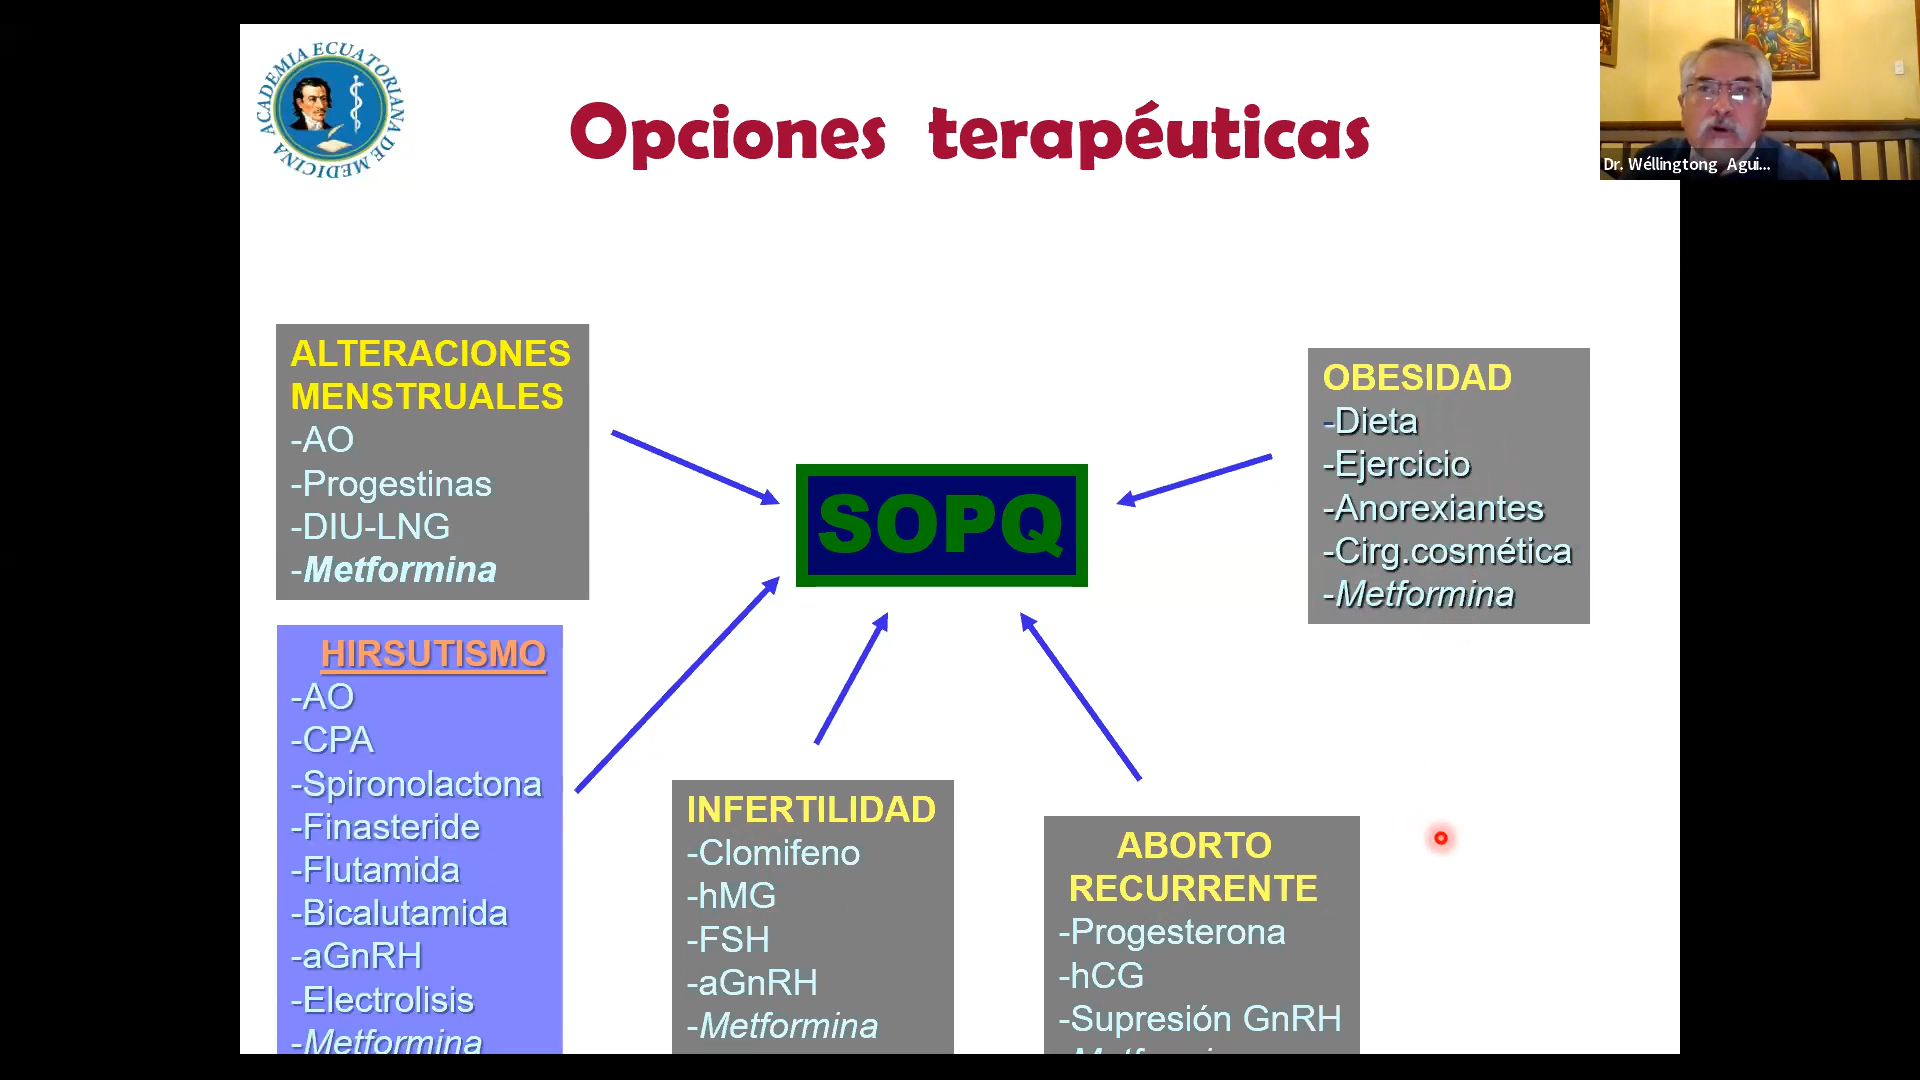 ACADEMIA ECUATORIANA DE MEDICINA
Opciones terapéuticas
Dr. Wéllingtong Agui...
ALTERACIONES
MENSTRUALES
-AO
-Progestinas
-DIU-LNG
-Metformina
SOPQ
OBESIDAD
-Dieta
-Ejercicio
-Anorexiantes
-Cirg.cosmética
-Metformina
HIRSUTISMO
-AO
-CPA
-Spironolactona
-Finasteride
-Flutamida
-Bicalutamida
-aGnRH
-Electrolisis
-Metformina
INFERTILIDAD
-Clomifeno
-hMG
-FSH
-aGnRH
-Metformina
ABORTO
RECURRENTE
-Progesterona
-hCG
-Supresión GnRH